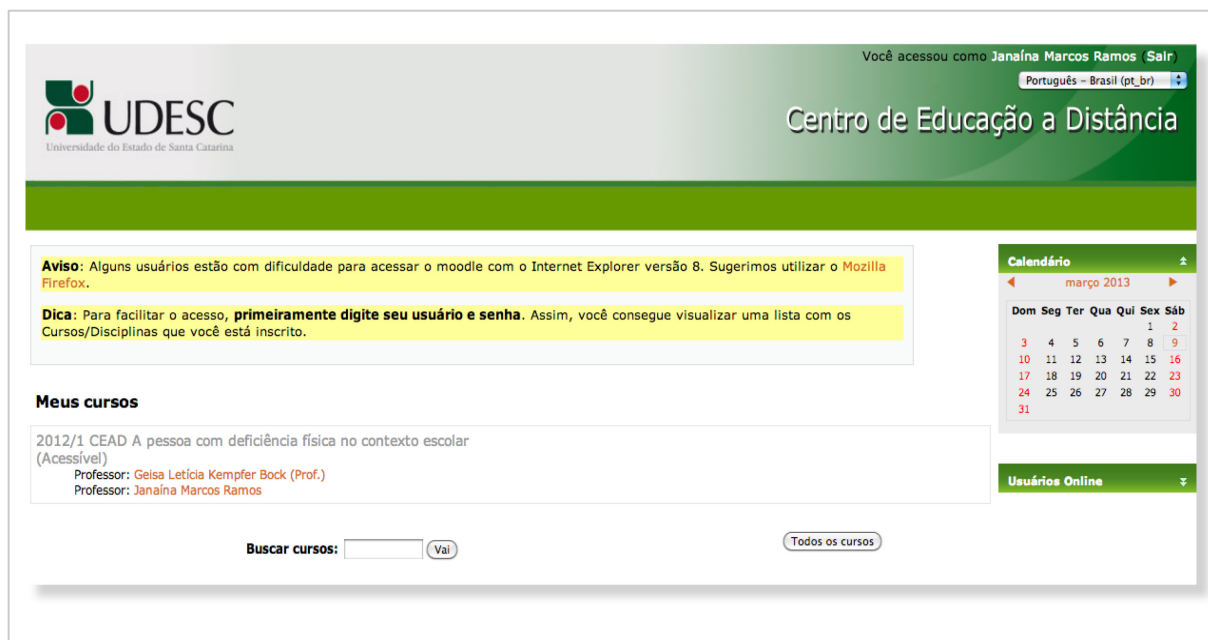 Você acessou como Janaína Marcos Ramos (Sair)
Português - Brasil (pt_br)
UDESC
Universidade do Estado de Santa Catarina
Centro de Educação a Distância
Aviso: Alguns usuários estão com dificuldade para acessar o moodle com o Internet Explorer versão 8. Sugerimos utilizar o Mozilla
Firefox.
Dica: Para facilitar o acesso, primeiramente digite seu usuário e senha. Assim, você consegue visualizar uma lista com os
Cursos/Disciplinas que você está inscrito.
Meus cursos
2012/1 CEAD A pessoa com deficiência física no contexto escolar
(Acessível)
Professor: Geisa Letícia Kempfer Bock (Prof.)
Professor: Janaína Marcos Ramos
Buscar cursos: Vai
Todos os cursos
Calendário
março 2013
Dom Seg Ter Qua Qui Sex Sáb
1 2
3 4 5 6 7 8 9
10 11 12 13 14 15 16
17 18 19 20 21 22 23
24 25 26 27 28 29 30
31
Usuários Online